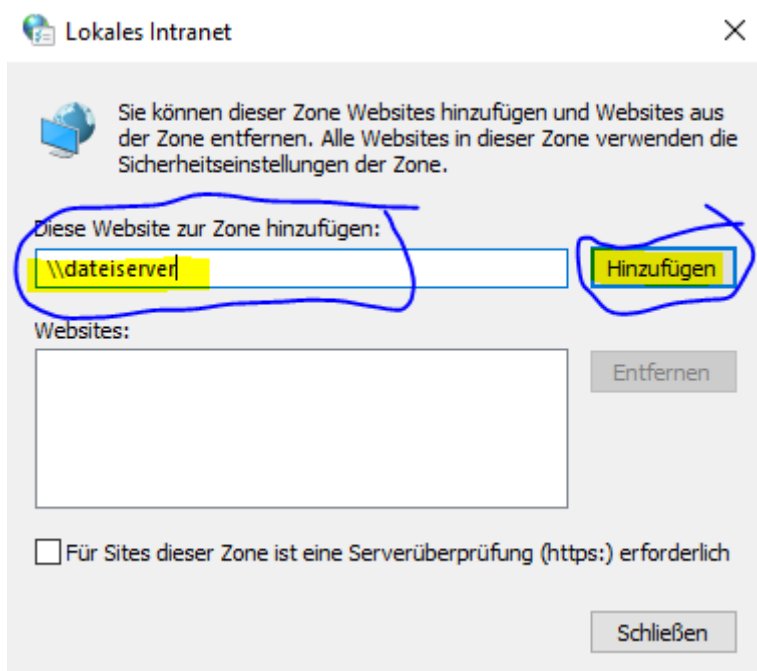 Lokales Intranet
Sie können dieser Zone Websites hinzufügen und Websites aus
der Zone entfernen. Alle Websites in dieser Zone verwenden die
Sicherheitseinstellungen der Zone.
Diese Website zur Zone hinzufügen:
\\dateiserver
Hinzufügen
Websites:
Entfernen
Für Sites dieser Zone ist eine Serverüberprüfung (https:) erforderlich
Schließen